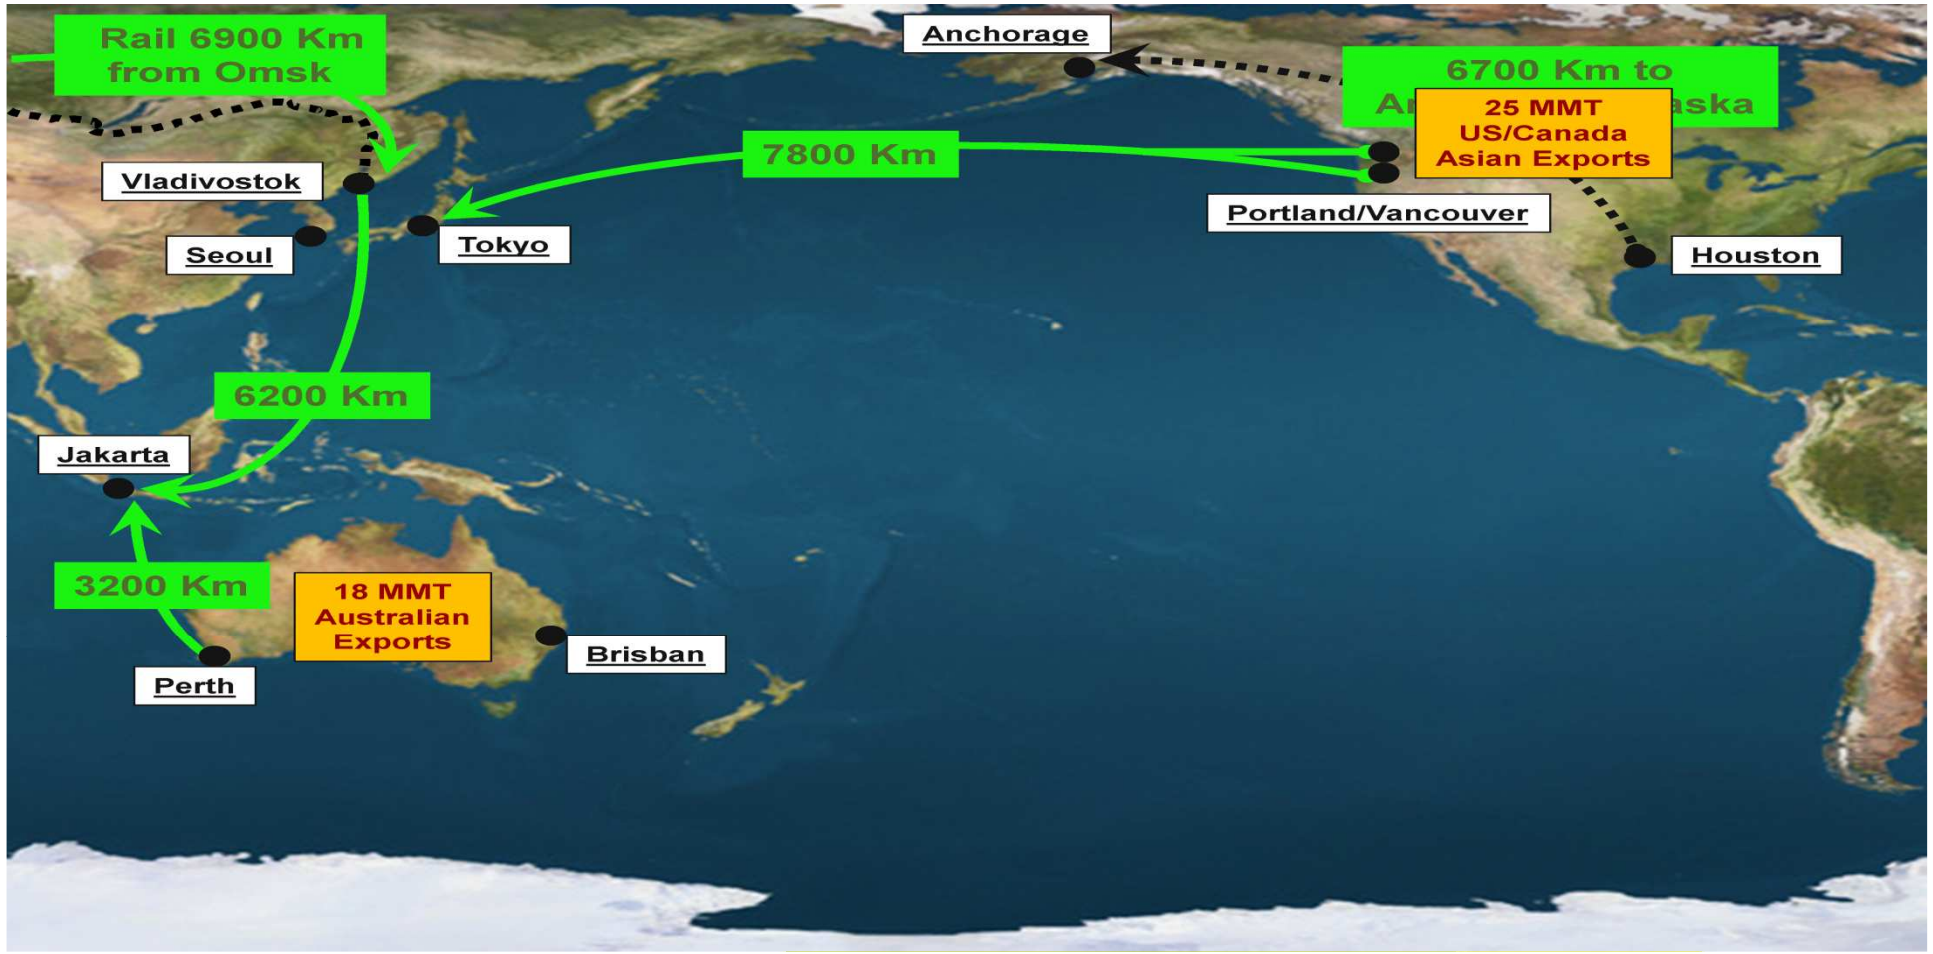 Rail 6900 Km
from Omsk
Anchorage
6700 Km to
aska
25 MMT
US/Canada
Asian Exports
7800 Km
Vladivostok
Portland/Vancouver
Seoul
Tokyo
Houston
6200 Km
Jakarta
3200 Km
18 MMT
Australian
Exports
Brisban
Perth